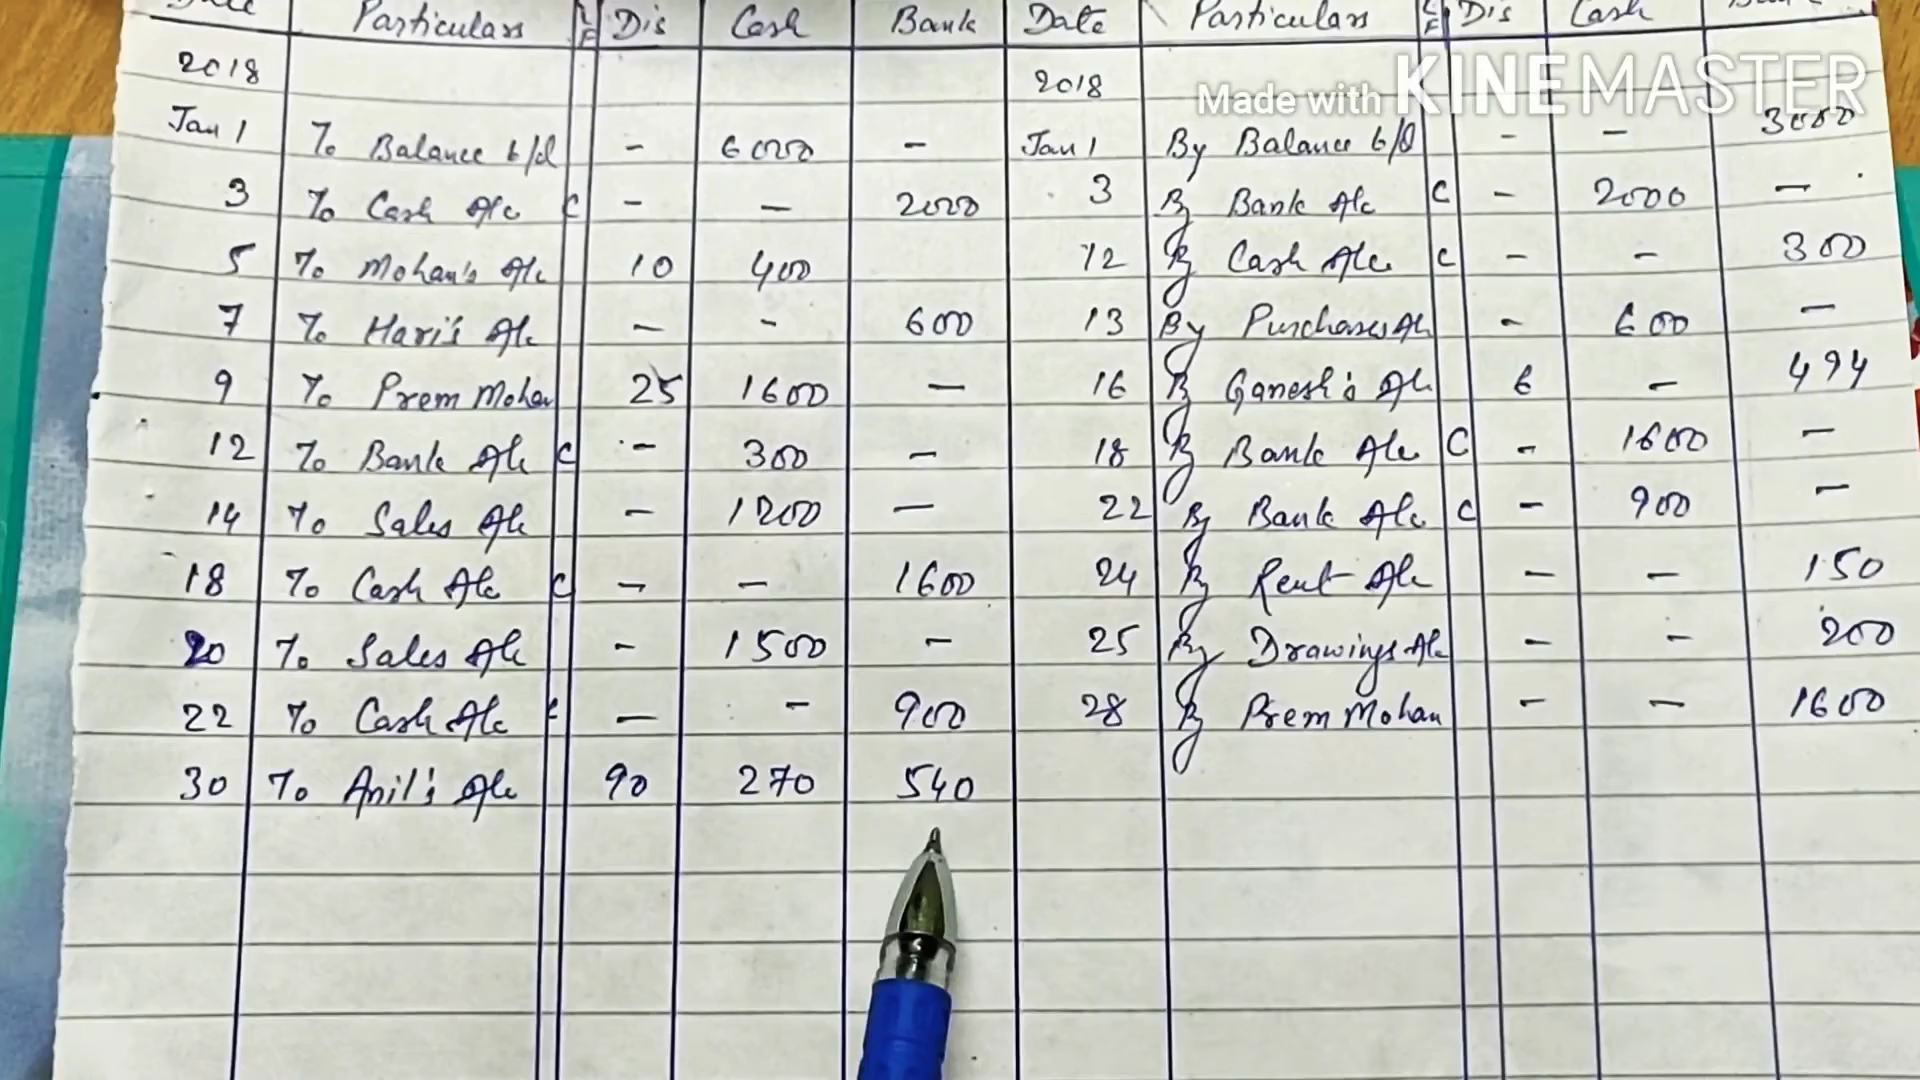 Date Particulars LF Dis Cash Bank Date Particulars LF Dis Cash
2018 2018
Made with KINEMASTER
Jan 1 To Balance b/d - 6000 - Jan 1 By Balance b/d - - 3000
3 To Cash A/c C - - 2000 3 By Bank A/c C - 2000 -
5 To Mohan's A/c 10 400 12 By Cash A/c C - - 300
7 To Hari's A/c - - 600 13 By Purchases A/c - 600 -
9 To Prem Mohan 25 1600 - 16 By Ganesh's A/c 6 - 494
12 To Bank A/c C - 300 - 18 By Bank A/c C - 1600 -
14 To Sales A/c - 1200 - 22 By Bank A/c C - 900 -
18 To Cash A/c C - - 1600 24 By Rent A/c - - 150
20 To Sales A/c - 1500 - 25 By Drawings A/c - - 200
22 To Cash A/c C - - 900 28 By Prem Mohan - - 1600
30 To Anil's A/c 90 270 540